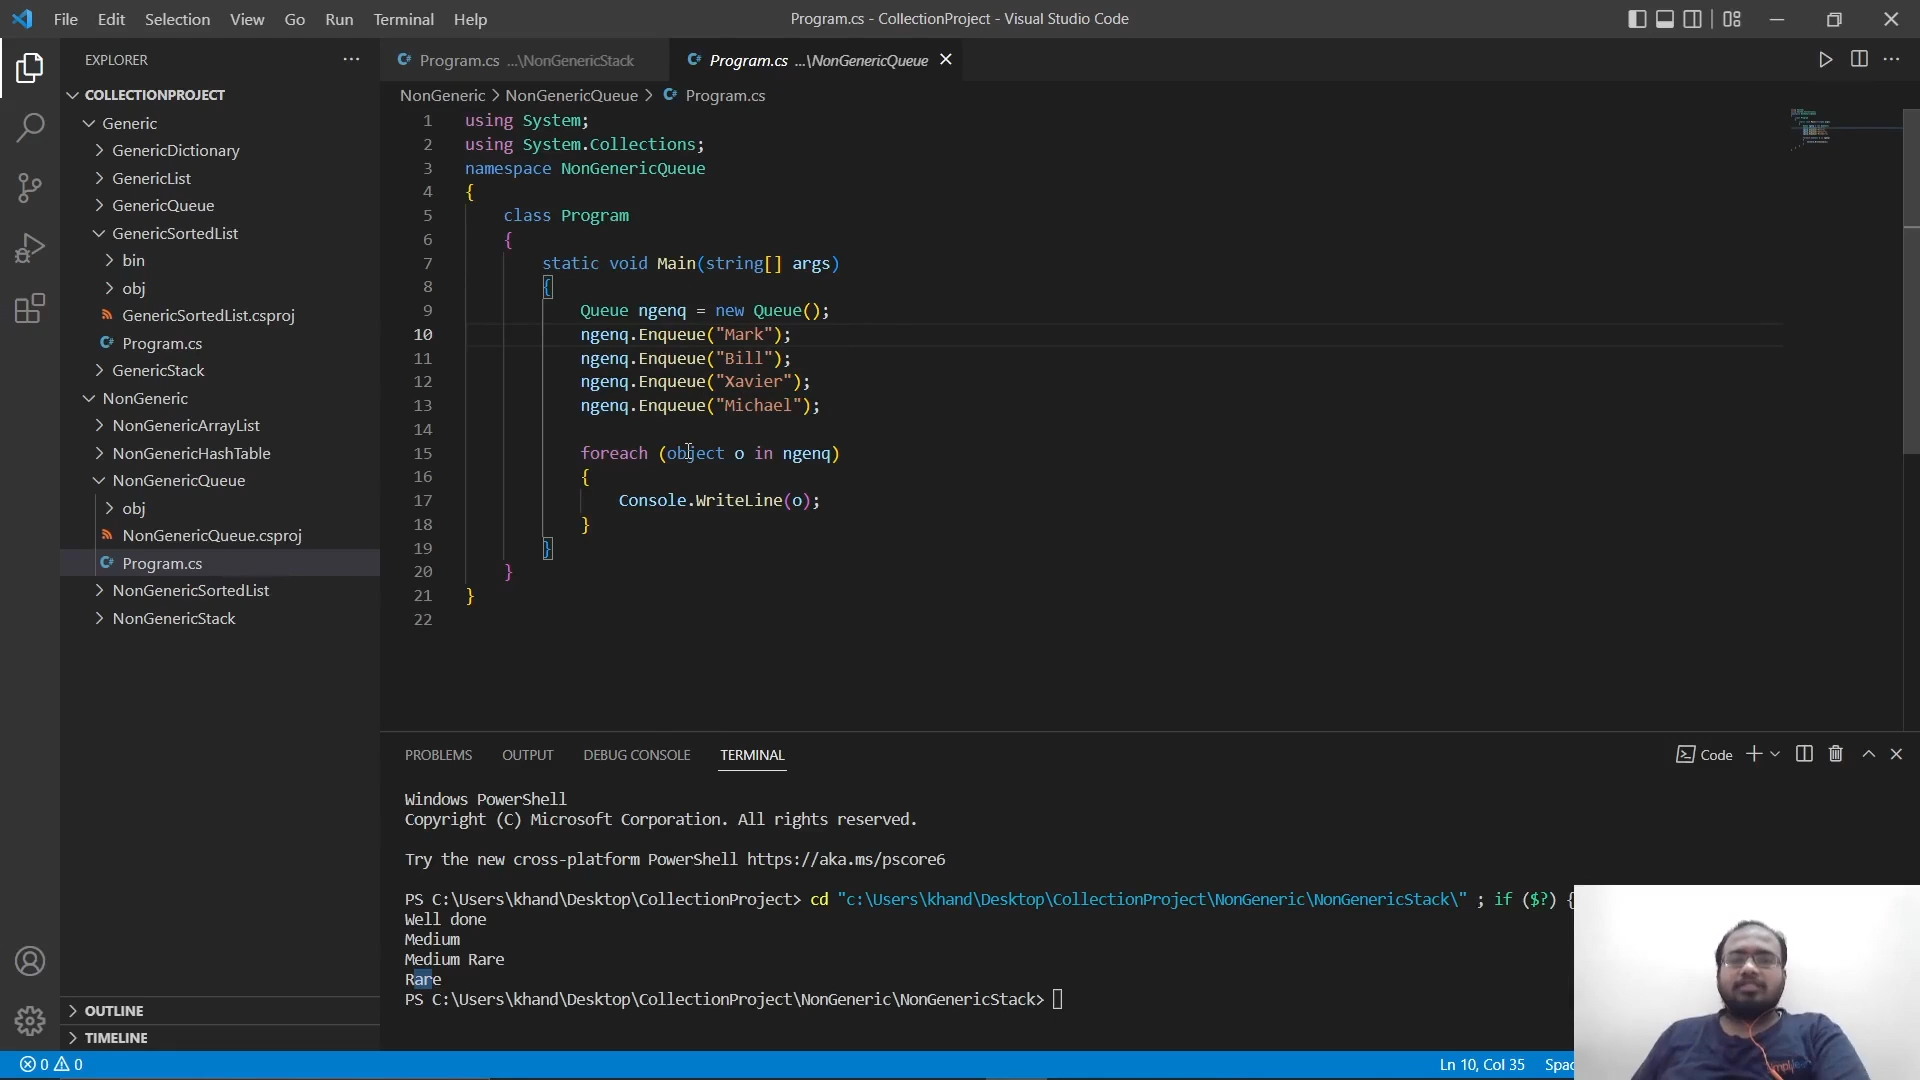 File Edit Selection View Go Run Terminal Help
Program.cs - CollectionProject - Visual Studio Code
EXPLORER
COLLECTIONPROJECT
Generic
GenericDictionary
GenericList
GenericQueue
GenericSortedList
bin
obj
GenericSortedList.csproj
C# Program.cs
GenericStack
NonGeneric
NonGenericArrayList
NonGenericHashTable
NonGenericQueue
obj
NonGenericQueue.csproj
C# Program.cs
NonGenericSortedList
NonGenericStack
OUTLINE
TIMELINE
C# Program.cs ...\NonGenericStack
C# Program.cs ...\NonGenericQueue
NonGeneric > NonGenericQueue > C# Program.cs
1 using System;
2 using System.Collections;
3 namespace NonGenericQueue
4 {
5 class Program
6 {
7 static void Main(string[] args)
8 {
9 Queue ngenq = new Queue();
10 ngenq.Enqueue("Mark");
11 ngenq.Enqueue("Bill");
12 ngenq.Enqueue("Xavier");
13 ngenq.Enqueue("Michael");
14
15 foreach (object o in ngenq)
16 {
17 Console.WriteLine(o);
18 }
19 }
20 }
21 }
22
PROBLEMS OUTPUT DEBUG CONSOLE TERMINAL
Code
Windows PowerShell
Copyright (C) Microsoft Corporation. All rights reserved.
Try the new cross-platform PowerShell https://aka.ms/pscore6
PS C:\Users\khand\Desktop\CollectionProject> cd "c:\Users\khand\Desktop\CollectionProject\NonGeneric\NonGenericStack\" ; if ($?) {
Well done
Medium
Medium Rare
Rare
PS C:\Users\khand\Desktop\CollectionProject\NonGeneric\NonGenericStack>
0 0
Ln 10, Col 35 Spac